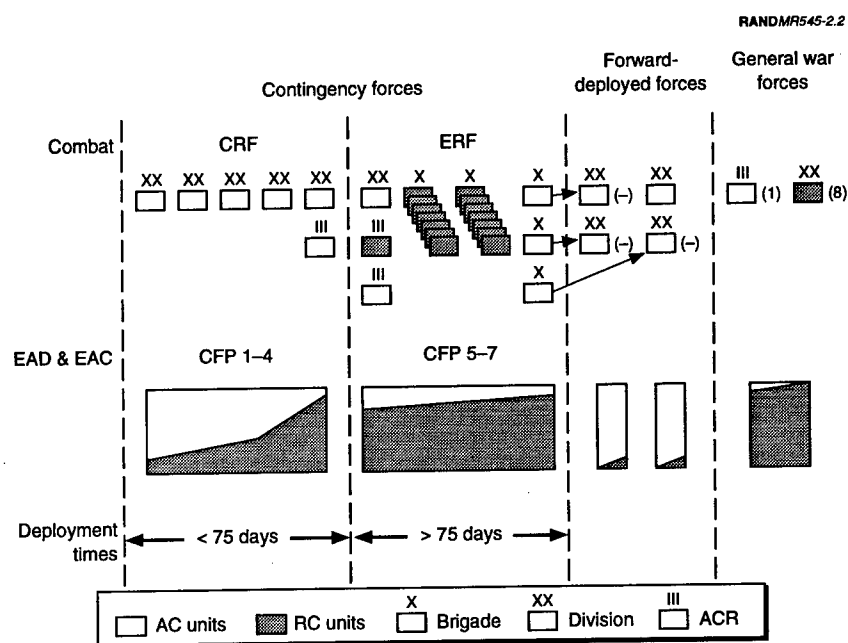 RANDMR545-2.2
Contingency forces
Forward-
deployed forces
General war
forces
Combat
CRF
ERF
XX XX XX XX XX XX X X X XX XX III XX
(–) (1) (8)
III III X XX XX
(–) (–)
III X
EAD & EAC
CFP 1–4
CFP 5–7
Deployment
times
< 75 days
> 75 days
X XX III
AC units RC units Brigade Division ACR